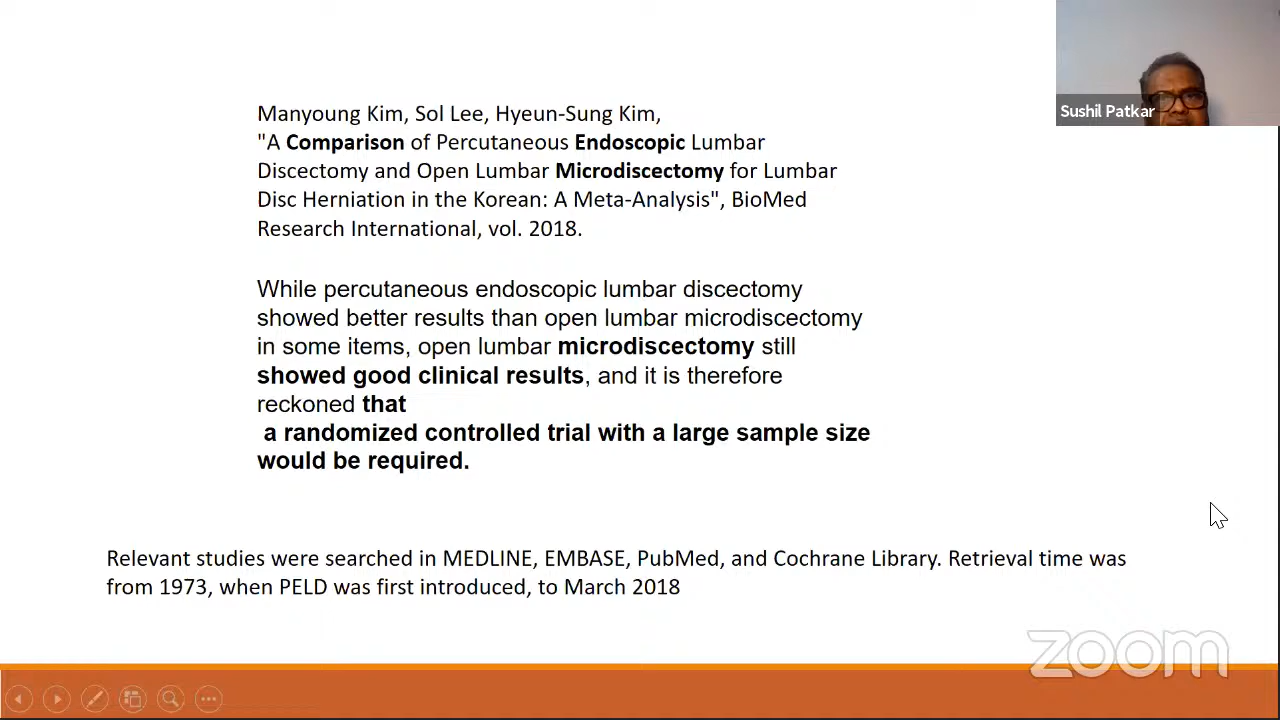 Sushil Patkar
Manyoung Kim, Sol Lee, Hyeun-Sung Kim,
"A Comparison of Percutaneous Endoscopic Lumbar
Discectomy and Open Lumbar Microdiscectomy for Lumbar
Disc Herniation in the Korean: A Meta-Analysis", BioMed
Research International, vol. 2018.
While percutaneous endoscopic lumbar discectomy
showed better results than open lumbar microdiscectomy
in some items, open lumbar microdiscectomy still
showed good clinical results, and it is therefore
reckoned that
a randomized controlled trial with a large sample size
would be required.
Relevant studies were searched in MEDLINE, EMBASE, PubMed, and Cochrane Library. Retrieval time was
from 1973, when PELD was first introduced, to March 2018
zoom